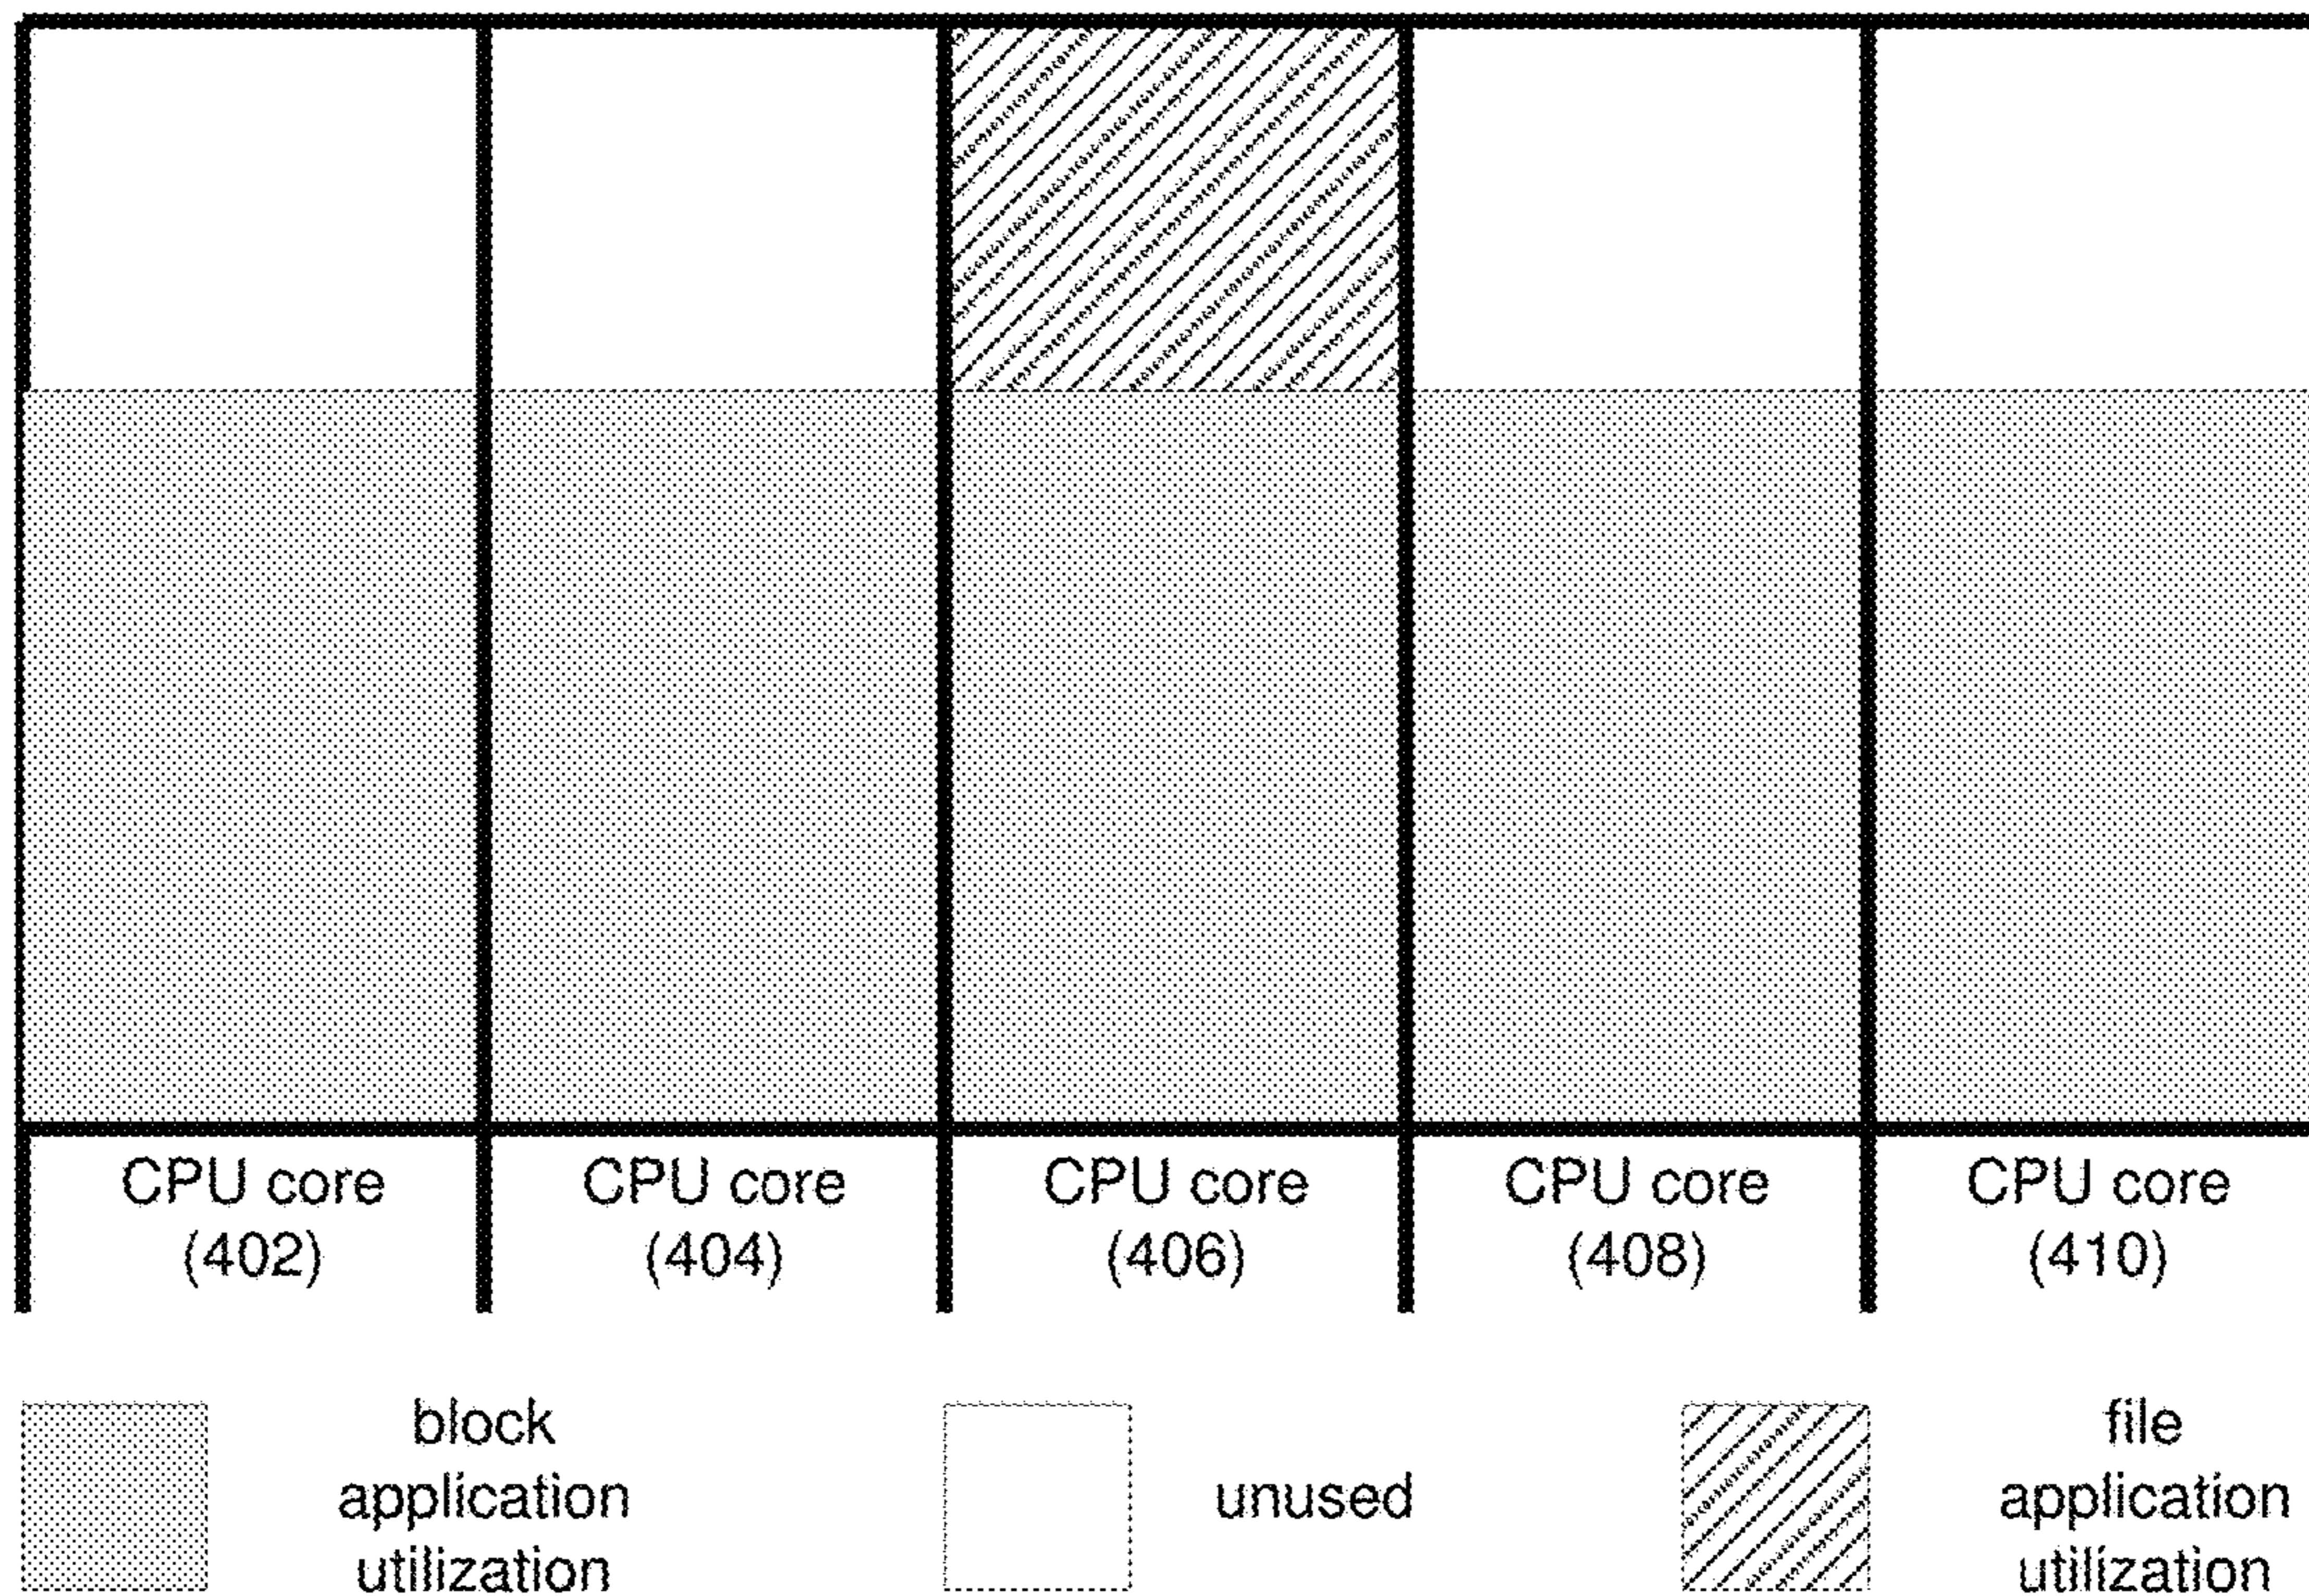 CPU core
(402)
CPU core
(404)
CPU core
(406)
CPU core
(408)
CPU core
(410)
block
application
utilization
unused
file
application
utilization